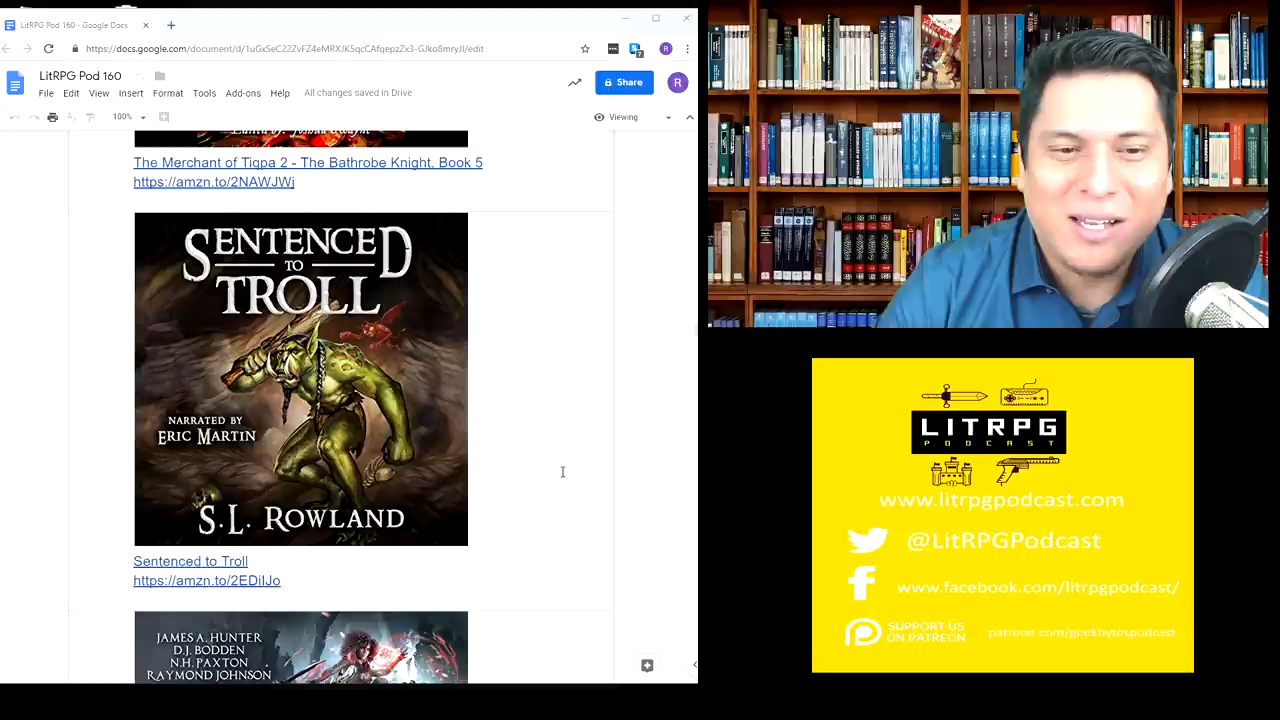 LitRPG Pod 160 - Google Docs
https://docs.google.com/document/d/1uGxSeC22ZvFZ4eMRXJK5qcCAfqepzZx3-GJko8mryJI/edit
LitRPG Pod 160
File Edit View Insert Format Tools Add-ons Help All changes saved in Drive
Share
R
100%
Viewing
The Merchant of Tiqpa 2 - The Bathrobe Knight, Book 5
https://amzn.to/2NAWJWj
SENTENCED
TO
TROLL
NARRATED BY
ERIC MARTIN
S.L. ROWLAND
Sentenced to Troll
https://amzn.to/2EDiIJo
JAMES A. HUNTER
D.J. BODDEN
N.H. PAXTON
RAYMOND JOHNSON
LITRPG
PODCAST
www.litrpgpodcast.com
@LitRPGPodcast
www.facebook.com/litrpgpodcast/
SUPPORT US
ON PATREON
patreon.com/geekbytespodcast